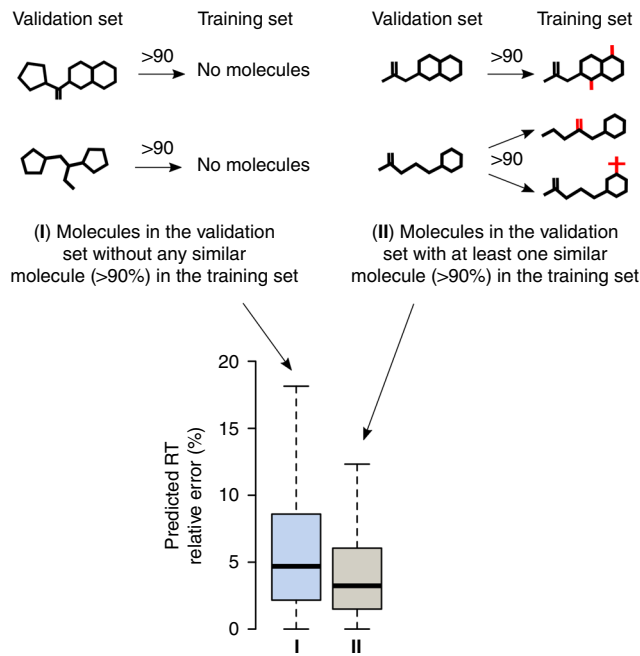 Validation set
Training set
>90
No molecules
>90
No molecules
(I) Molecules in the validation
set without any similar
molecule (>90%) in the training set
Validation set
Training set
>90
>90
(II) Molecules in the validation
set with at least one similar
molecule (>90%) in the training set
Predicted RT
relative error (%)
20
15
10
5
0
I
II